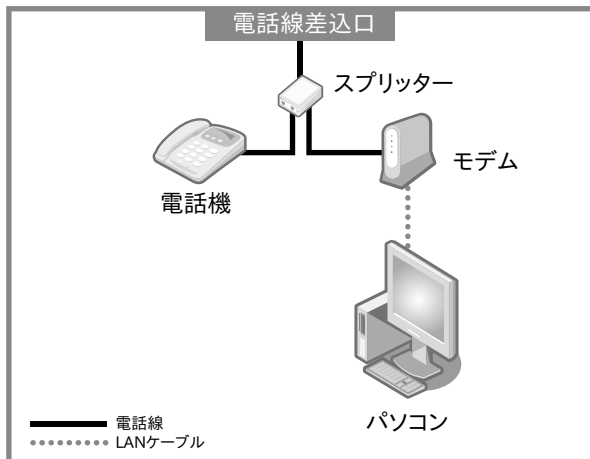 電話線差込口
スプリッター
モデム
電話機
パソコン
電話線
LANケーブル